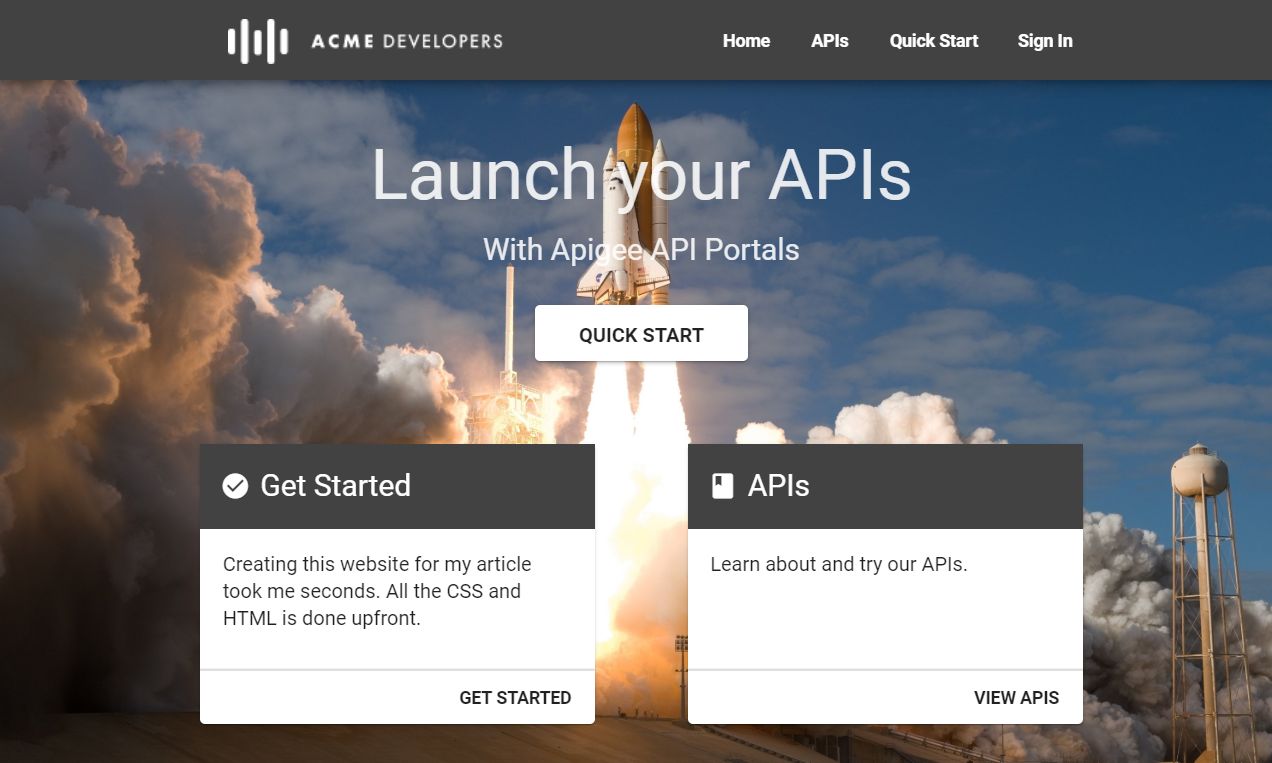 ACME DEVELOPERS
Home APIs Quick Start Sign In
Launch your APIs
With Apigee API Portals
QUICK START
Get Started
Creating this website for my article
took me seconds. All the CSS and
HTML is done upfront.
GET STARTED
APIs
Learn about and try our APIs.
VIEW APIS